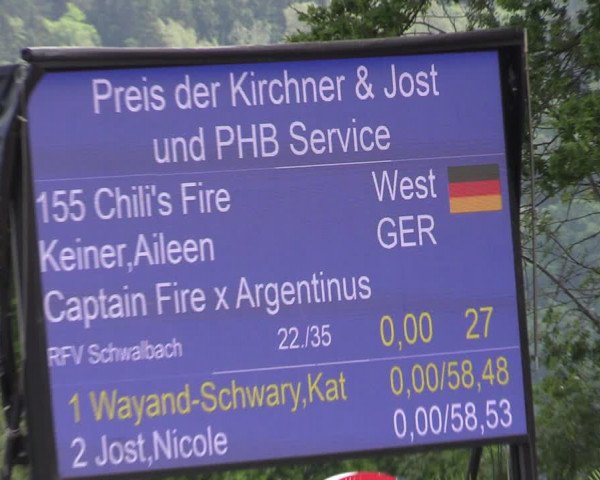 Preis der Kirchner & Jost
und PHB Service
155 Chili's Fire West
Keiner,Aileen GER
Captain Fire x Argentinus
RFV Schwalbach 22./35 0,00 27
1 Wayand-Schwary,Kat 0,00/58,48
2 Jost,Nicole 0,00/58,53